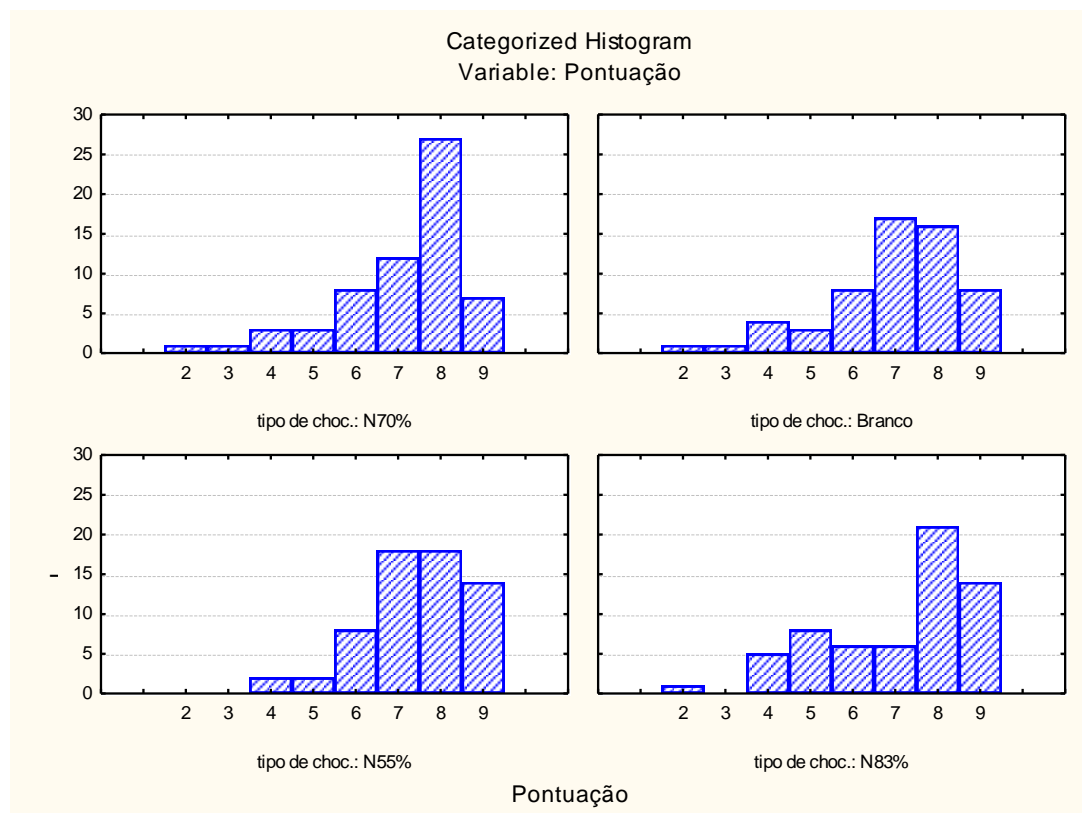 Categorized Histogram
Variable: Pontuação
30
25
20
15
10
5
0
2 3 4 5 6 7 8 9
tipo de choc.: N70%
2 3 4 5 6 7 8 9
tipo de choc.: Branco
30
25
20
15
10
5
0
2 3 4 5 6 7 8 9
tipo de choc.: N55%
2 3 4 5 6 7 8 9
tipo de choc.: N83%
Pontuação